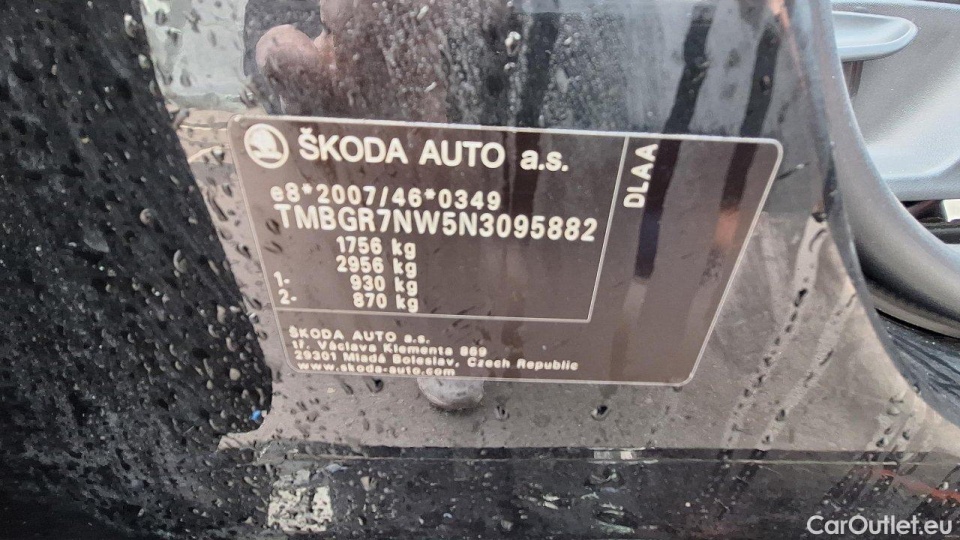 ŠKODA AUTO a.s.
DLAA
e8*2007/46*0349
TMBGR7NW5N3095882
1756 kg
2956 kg
1- 930 kg
2- 870 kg
ŠKODA AUTO a.s.
tř. Václava Klementa 869
29301 Mladá Boleslav, Czech Republic
www.skoda-auto.com
CarOutlet.eu